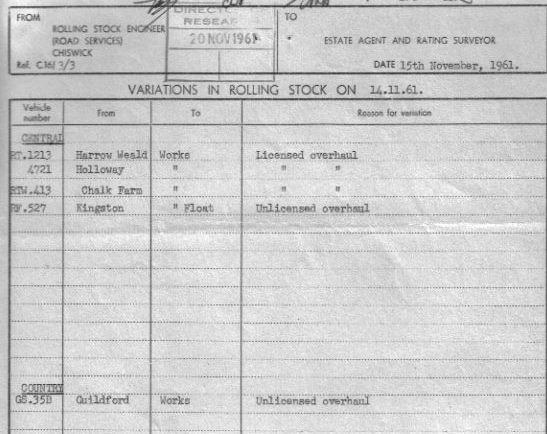 FROM
ROLLING STOCK ENGINEER
(ROAD SERVICES)
CHISWICK
Ref. C16/3/3
RESEAR
20 NOV 1961
TO
ESTATE AGENT AND RATING SURVEYOR
DATE 15th November, 1961.
VARIATIONS IN ROLLING STOCK ON 14.11.61.
Vehicle number From To Reason for variation
CENTRAL
RT.1213 Harrow Weald Works Licensed overhaul
4721 Holloway " " "
RTW.413 Chalk Farm " " "
RF.527 Kingston " Float Unlicensed overhaul
COUNTRY
GS.35B Guildford Works Unlicensed overhaul